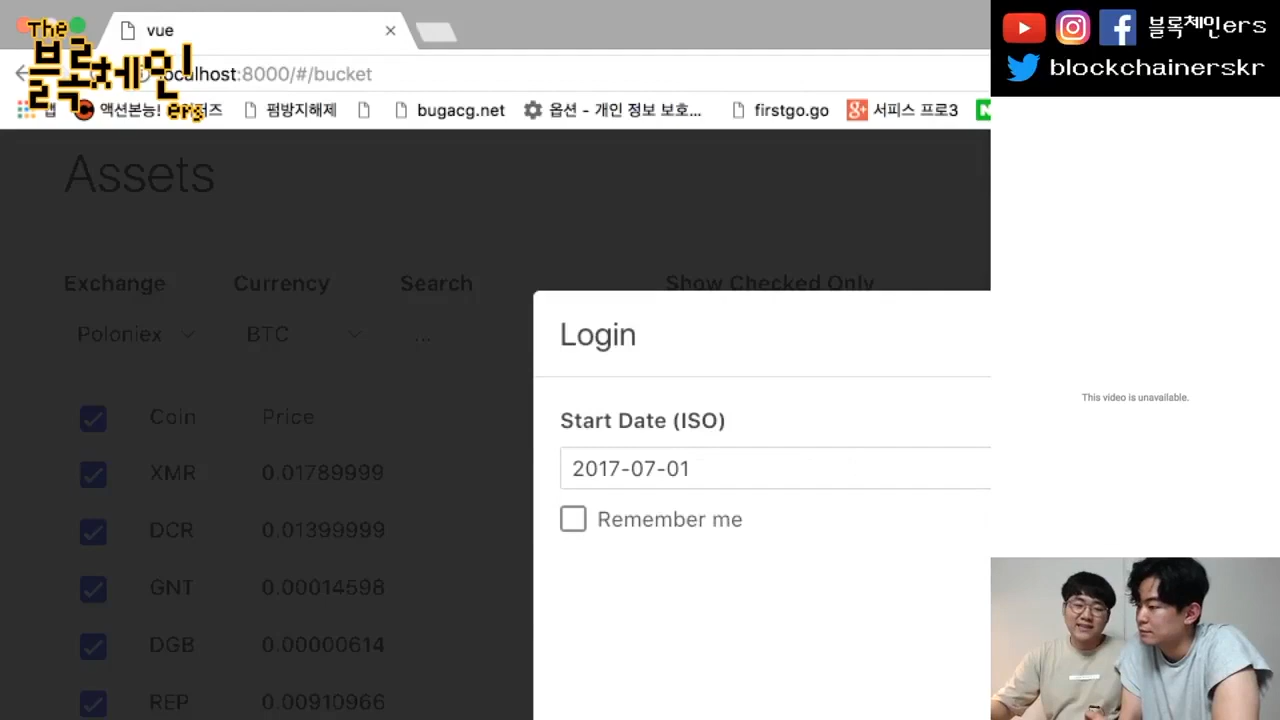 The
블록체인
ers
vue
localhost:8000/#/bucket
앱
액션본능!
펌방지해제
bugacg.net
옵션 - 개인 정보 보호...
firstgo.go
서피스 프로3
블록체인ers
blockchainerskr
Assets
Exchange
Currency
Search
Show Checked Only
Poloniex
BTC
...
Coin
Price
XMR
0.01789999
DCR
0.01399999
GNT
0.00014598
DGB
0.00000614
REP
0.00910966
Login
Start Date (ISO)
2017-07-01
Remember me
This video is unavailable.